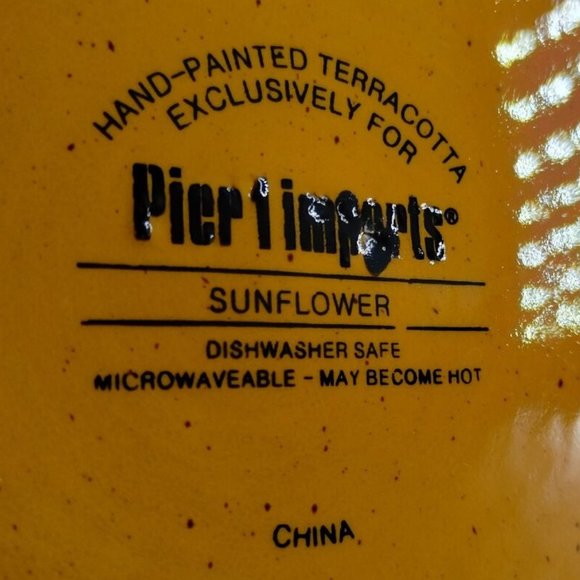 HAND-PAINTED TERRACOTTA
EXCLUSIVELY FOR
Pier 1 imports®
SUNFLOWER
DISHWASHER SAFE
MICROWAVEABLE - MAY BECOME HOT
CHINA